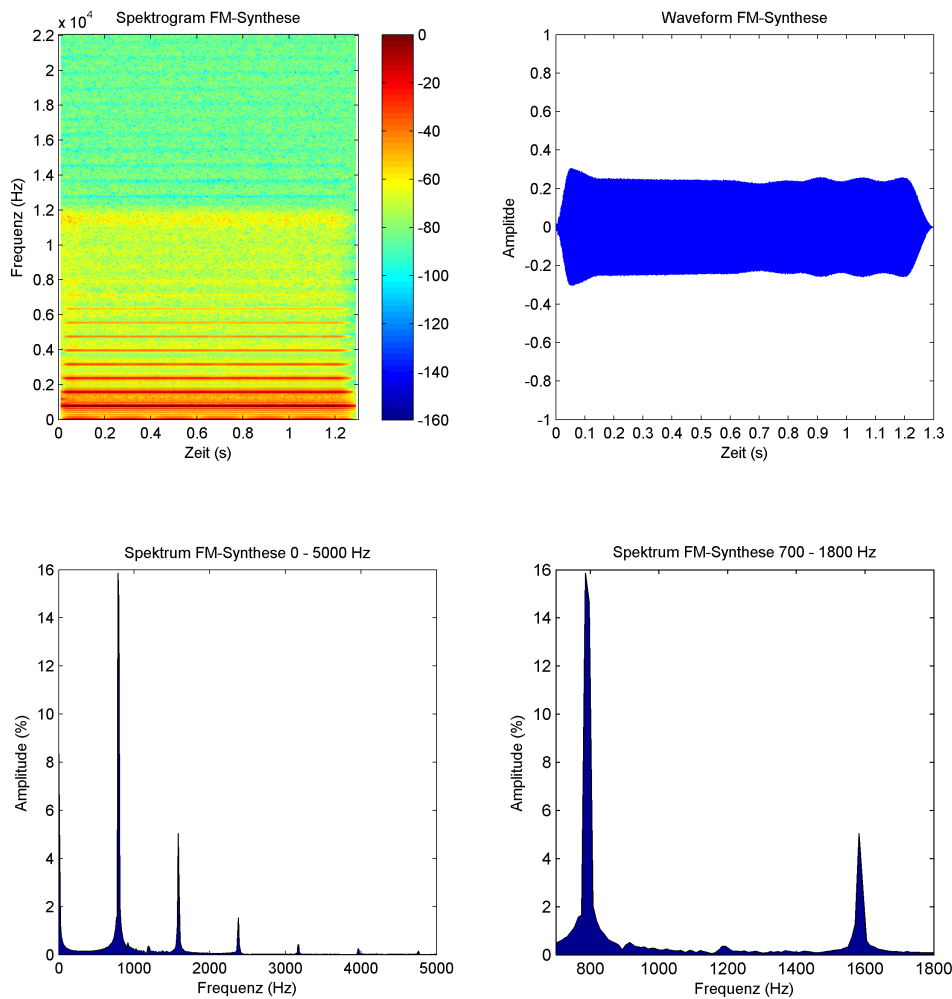 Spektrogram FM-Synthese
x 10^4
2.2
2
1.8
1.6
1.4
1.2
1
0.8
0.6
0.4
0.2
0
Frequenz (Hz)
0 0.2 0.4 0.6 0.8 1 1.2
Zeit (s)
0
-20
-40
-60
-80
-100
-120
-140
-160
Waveform FM-Synthese
1
0.8
0.6
0.4
0.2
0
-0.2
-0.4
-0.6
-0.8
-1
Amplitde
0 0.1 0.2 0.3 0.4 0.5 0.6 0.7 0.8 0.9 1 1.1 1.2 1.3
Zeit (s)
Spektrum FM-Synthese 0 - 5000 Hz
16
14
12
10
8
6
4
2
0
Amplitude (%)
0 1000 2000 3000 4000 5000
Frequenz (Hz)
Spektrum FM-Synthese 700 - 1800 Hz
16
14
12
10
8
6
4
2
0
Amplitude (%)
800 1000 1200 1400 1600 1800
Frequenz (Hz)